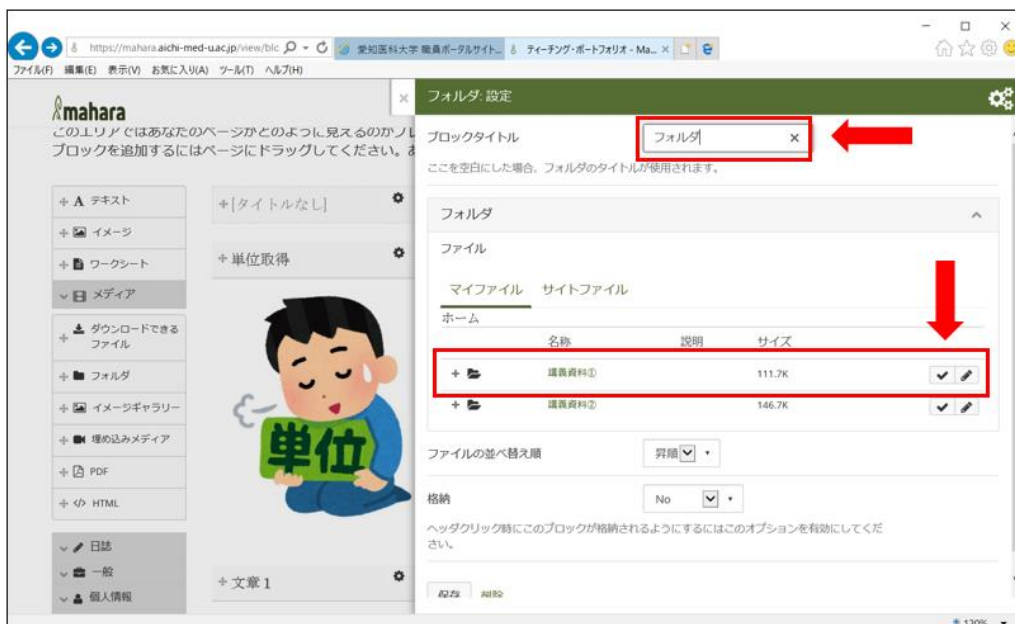 https://mahara.aichi-med-u.ac.jp/view/blc
愛知医科大学 職員ポータルサイト...
ティーチング・ポートフォリオ - Ma...
ファイル(F) 編集(E) 表示(V) お気に入り(A) ツール(T) ヘルプ(H)
mahara
このエリアではあなたのページがどのように見えるのかプレ
ブロックを追加するにはページにドラッグしてください。あ
テキスト
イメージ
ワークシート
メディア
ダウンロードできる
ファイル
フォルダ
イメージギャラリー
埋め込みメディア
PDF
HTML
日誌
一般
個人情報
[タイトルなし]
単位取得
単位
文章1
フォルダ: 設定
ブロックタイトル
フォルダ
ここを空白にした場合、フォルダのタイトルが使用されます。
フォルダ
ファイル
マイファイル サイトファイル
ホーム
名称 説明 サイズ
講義資料① 111.7K
講義資料② 146.7K
ファイルの並べ替え順 昇順
格納 No
ヘッダクリック時にこのブロックが格納されるようにするにはこのオプションを有効にしてくだ
さい。
保存 削除
120%